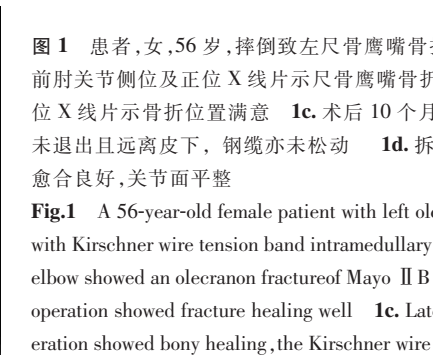 图 1 患者,女,56 岁,摔倒致左尺骨鹰嘴骨
前肘关节侧位及正位 X 线片示尺骨鹰嘴骨折
位 X 线片示骨折位置满意 1c. 术后 10 个月
未退出且远离皮下, 钢缆亦未松动 1d. 拆
愈合良好,关节面平整
Fig.1 A 56-year-old female patient with left ole
with Kirschner wire tension band intramedullary
elbow showed an olecranon fractureof Mayo ⅡB
operation showed fracture healing well 1c. Late
eration showed bony healing,the Kirschner wire